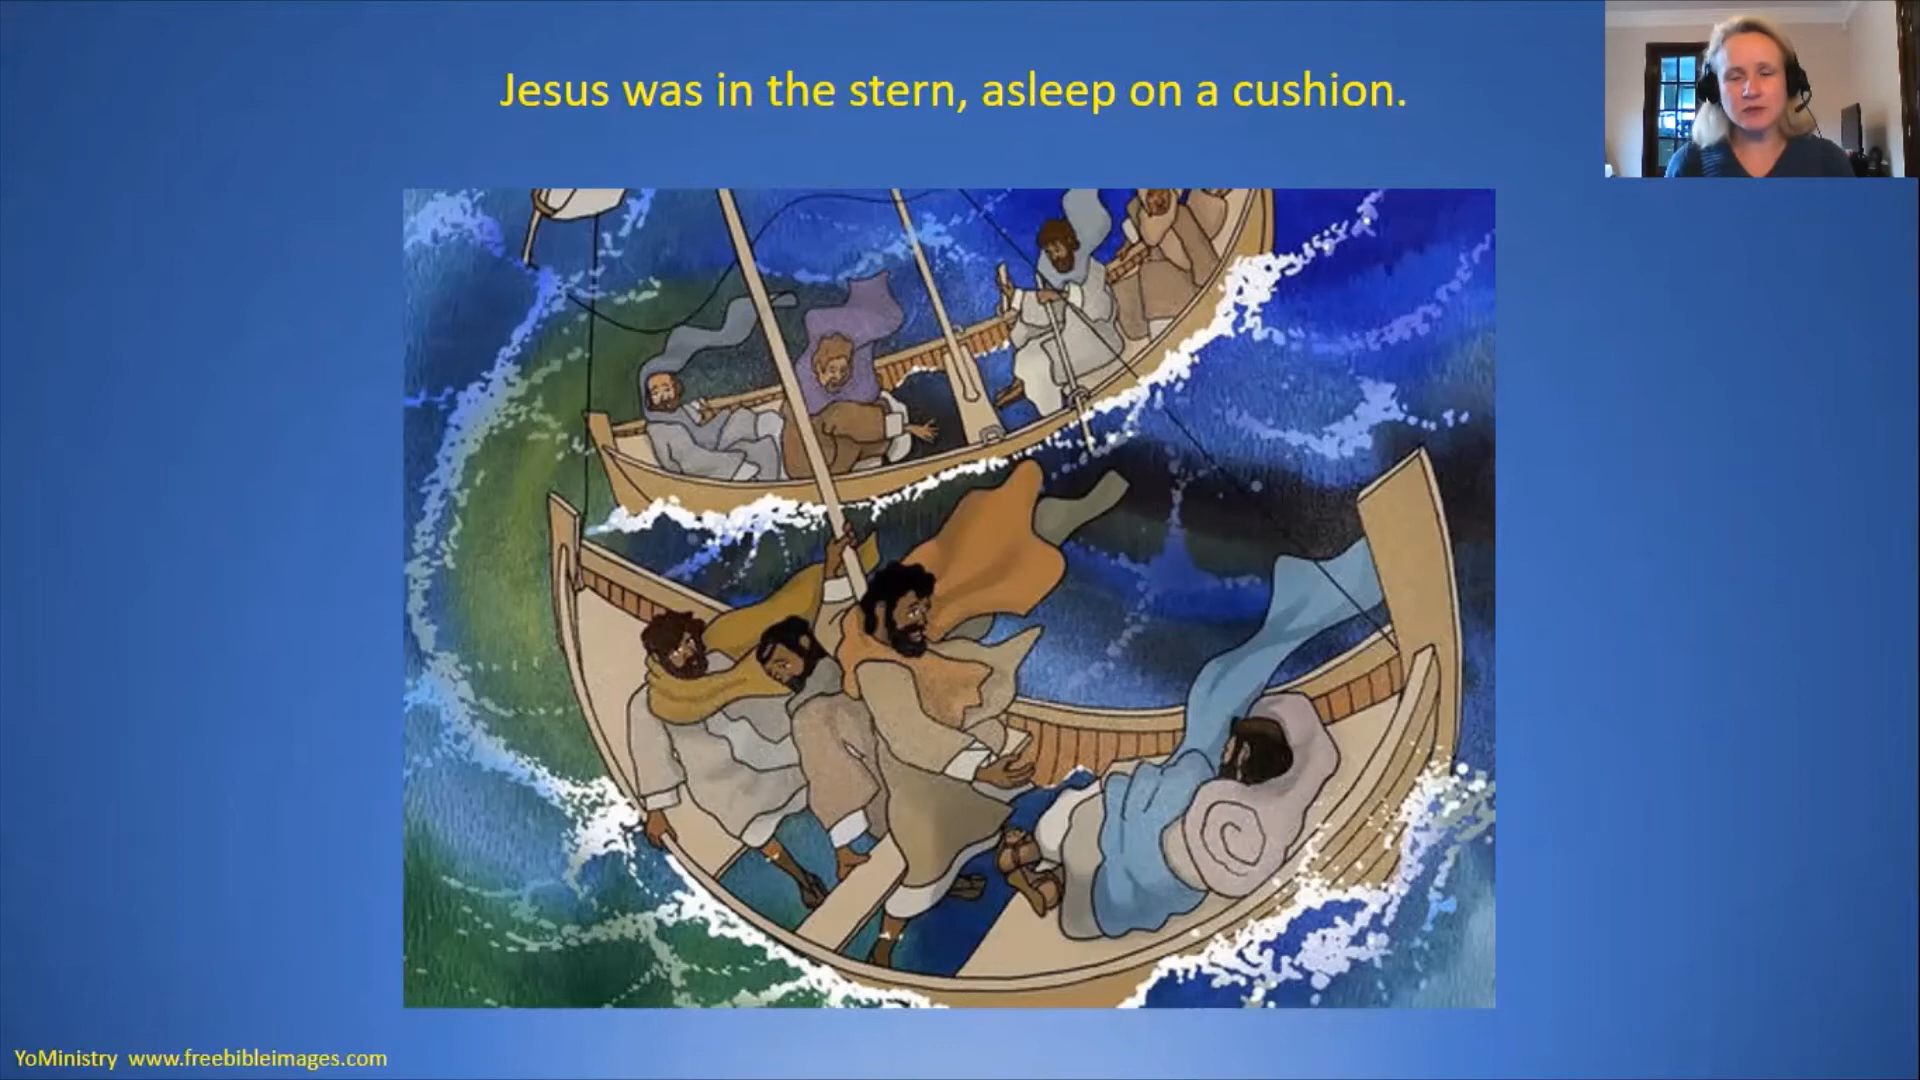 Jesus was in the stern, asleep on a cushion.
YoMinistry www.freebibleimages.com